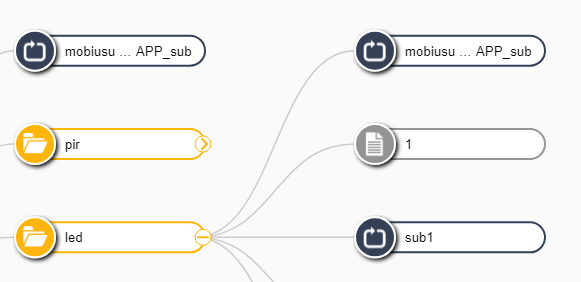 mobiusu ... APP_sub
mobiusu ... APP_sub
pir
1
led
sub1